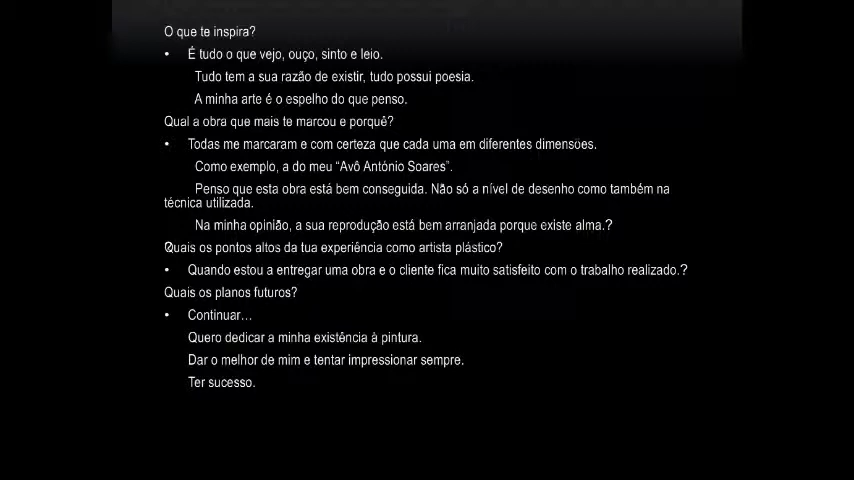 O que te inspira?
• É tudo o que vejo, ouço, sinto e leio.
Tudo tem a sua razão de existir, tudo possui poesia.
A minha arte é o espelho do que penso.
Qual a obra que mais te marcou e porquê?
• Todas me marcaram e com certeza que cada uma em diferentes dimensões.
Como exemplo, a do meu “Avô António Soares”.
Penso que esta obra está bem conseguida. Não só a nível de desenho como também na
técnica utilizada.
Na minha opinião, a sua reprodução está bem arranjada porque existe alma.?
?Quais os pontos altos da tua experiência como artista plástico?
• Quando estou a entregar uma obra e o cliente fica muito satisfeito com o trabalho realizado.?
Quais os planos futuros?
• Continuar…
Quero dedicar a minha existência à pintura.
Dar o melhor de mim e tentar impressionar sempre.
Ter sucesso.